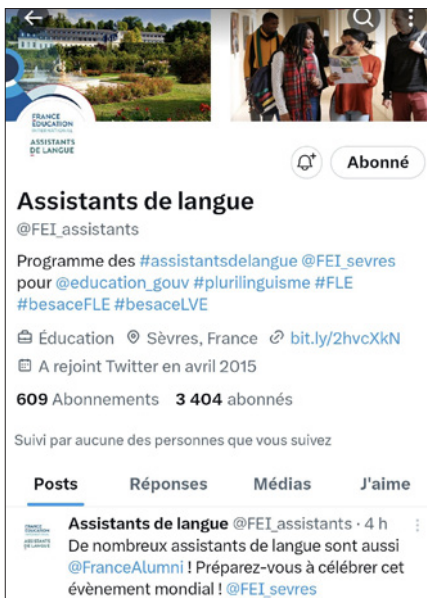 FRANCE
ÉDUCATION
INTERNATIONAL
ASSISTANTS
DE LANGUE
Abonné
Assistants de langue
@FEI_assistants
Programme des #assistantsdelangue @FEI_sevres
pour @education_gouv #plurilinguisme #FLE
#besaceFLE #besaceLVE
Éducation Sèvres, France bit.ly/2hvcXkN
A rejoint Twitter en avril 2015
609 Abonnements 3 404 abonnés
Suivi par aucune des personnes que vous suivez
Posts Réponses Médias J'aime
Assistants de langue @FEI_assistants · 4 h
De nombreux assistants de langue sont aussi
@FranceAlumni ! Préparez-vous à célébrer cet
évènement mondial ! @FEI_sevres